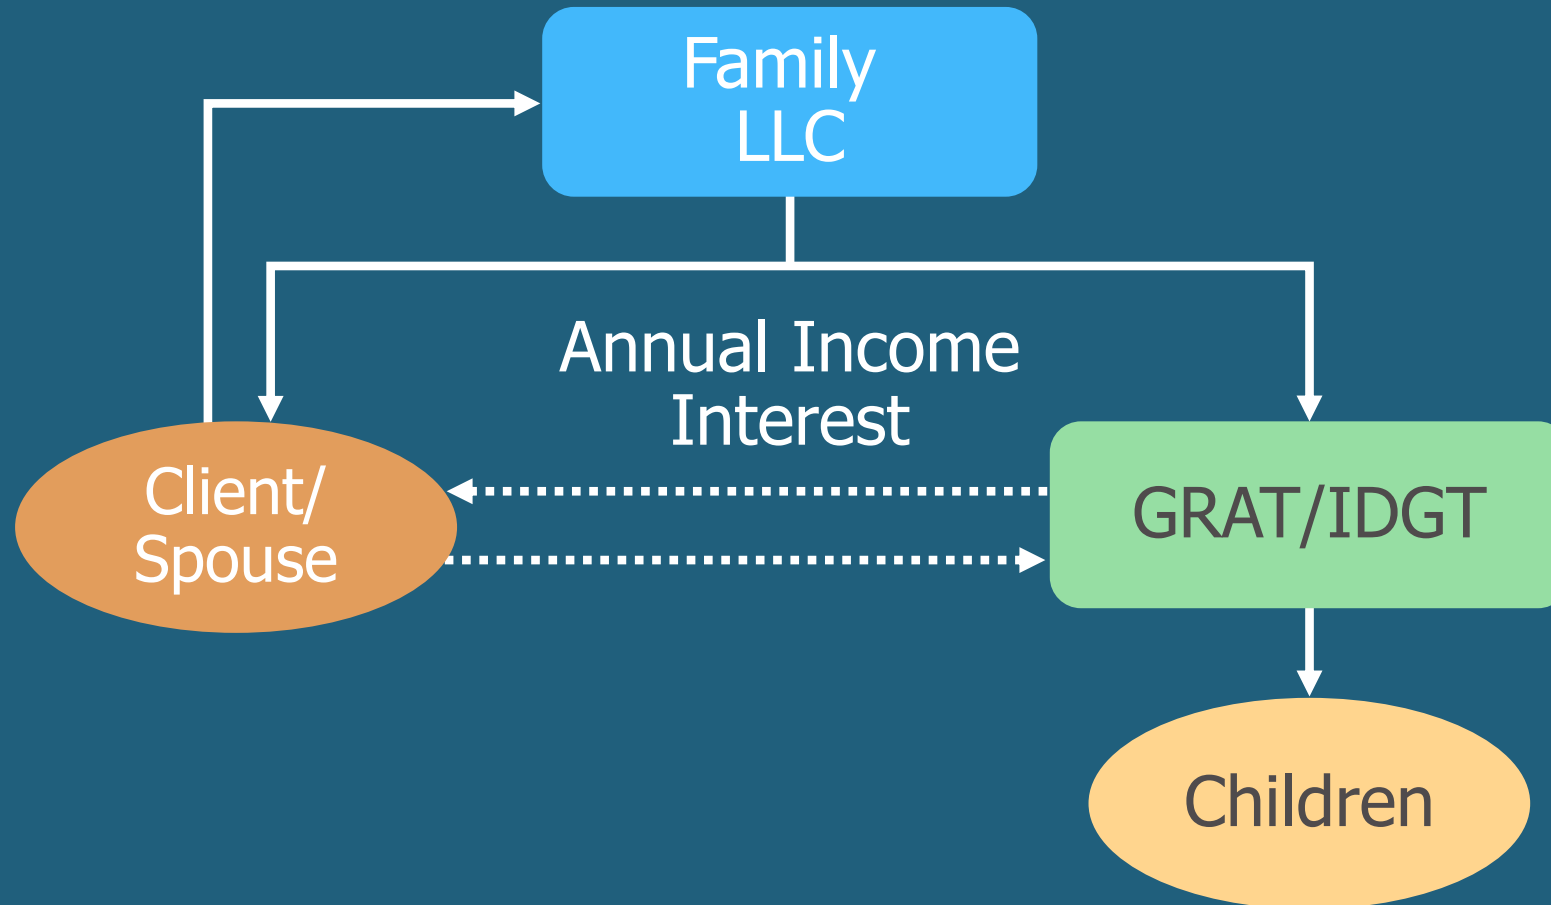 Family
LLC
Annual Income
Interest
Client/
Spouse
GRAT/IDGT
Children